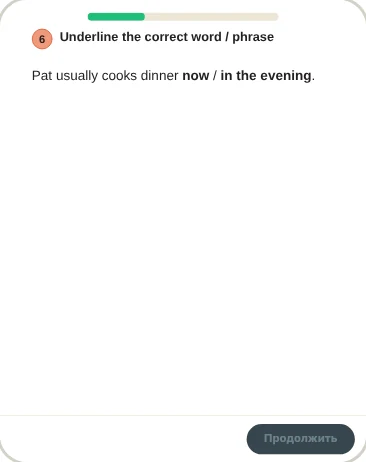 6 Underline the correct word / phrase
Pat usually cooks dinner now / in the evening.
Продолжить